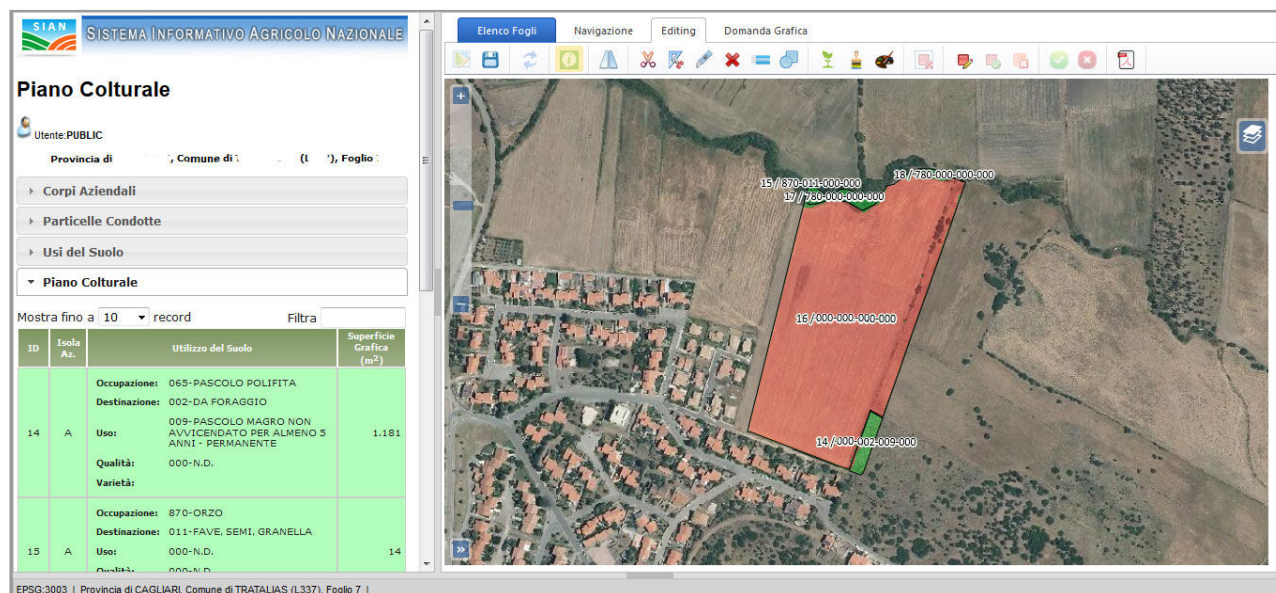 SIAN
SISTEMA INFORMATIVO AGRICOLO NAZIONALE
Piano Colturale
Utente:PUBLIC
Provincia di , Comune di (L 7), Foglio
Corpi Aziendali
Particelle Condotte
Usi del Suolo
Piano Colturale
Mostra fino a 10 record Filtra
ID Isola Az. Utilizzo del Suolo Superficie Grafica (m²)
Occupazione: 065-PASCOLO POLIFITA
Destinazione: 002-DA FORAGGIO
14 A Uso: 009-PASCOLO MAGRO NON AVVICENDATO PER ALMENO 5 ANNI - PERMANENTE 1.181
Qualità: 000-N.D.
Varietà:
Occupazione: 870-ORZO
Destinazione: 011-FAVE, SEMI, GRANELLA
15 A Uso: 000-N.D. 14
Qualità: 000-N.D.
Elenco Fogli Navigazione Editing Domanda Grafica
18 / 780-000-000-000
15 / 870-011-000-000
17 / 780-000-000-000
16 / 000-000-000-000
14 / 000-002-009-000
EPSG:3003 | Provincia di CAGLIARI, Comune di TRATALIAS (L337), Foglio 7 |